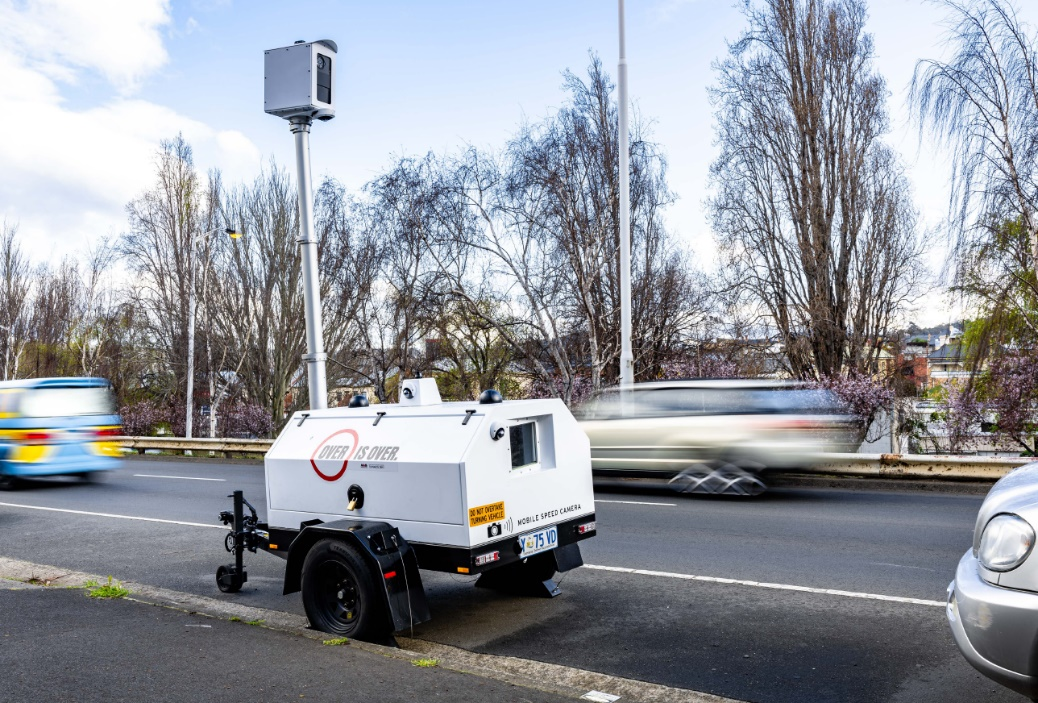 OVER IS OVER.
DO NOT OVERTAKE
TURNING VEHICLE
MOBILE SPEED CAMERA
75 VD